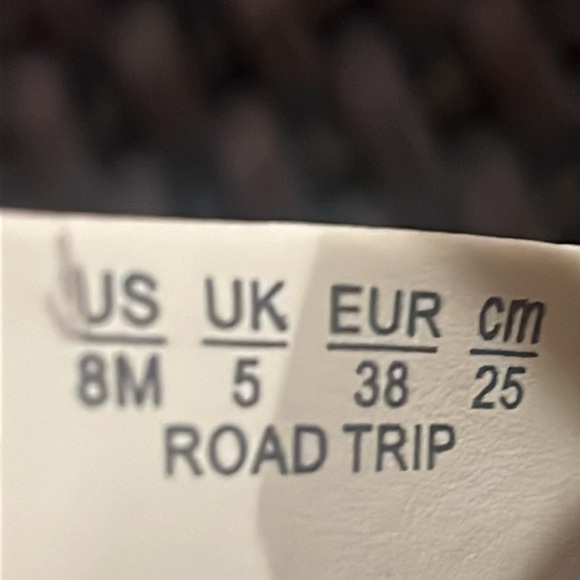 US UK EUR cm
8M 5 38 25
ROAD TRIP